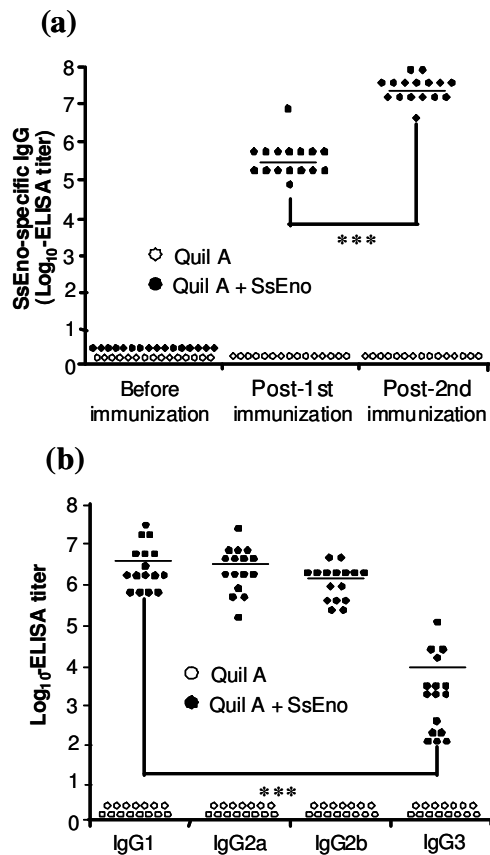 (a)
SsEno-specific IgG
(Log10-ELISA titer)
8
7
6
5
4
3
2
1
0
***
Quil A
Quil A + SsEno
Before
immunization
Post-1st
immunization
Post-2nd
immunization
(b)
Log10-ELISA titer
8
7
6
5
4
3
2
1
0
Quil A
Quil A + SsEno
***
IgG1
IgG2a
IgG2b
IgG3